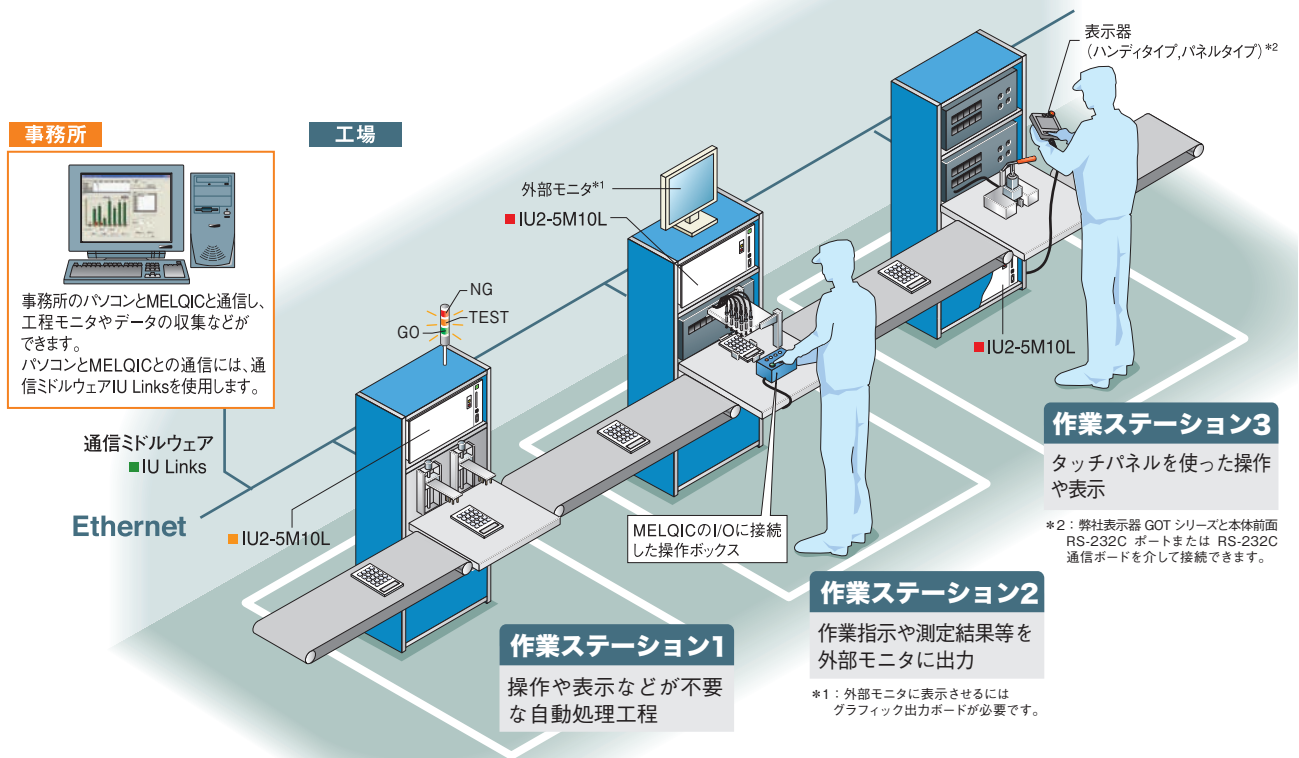 事務所
事務所のパソコンとMELQICと通信し、
工程モニタやデータの収集などが
できます。
パソコンとMELQICとの通信には、通
信ミドルウェアIU Linksを使用します。
工場
通信ミドルウェア
■IU Links
Ethernet
NG
TEST
GO
■IU2-5M10L
作業ステーション1
操作や表示などが不要
な自動処理工程
外部モニタ*1
■IU2-5M10L
MELQICのI/Oに接続
した操作ボックス
作業ステーション2
作業指示や測定結果等を
外部モニタに出力
*1：外部モニタに表示させるには
グラフィック出力ボードが必要です。
表示器
（ハンディタイプ,パネルタイプ）*2
■IU2-5M10L
作業ステーション3
タッチパネルを使った操作
や表示
*2：弊社表示器 GOT シリーズと本体前面
RS-232C ポートまたは RS-232C
通信ボードを介して接続できます。